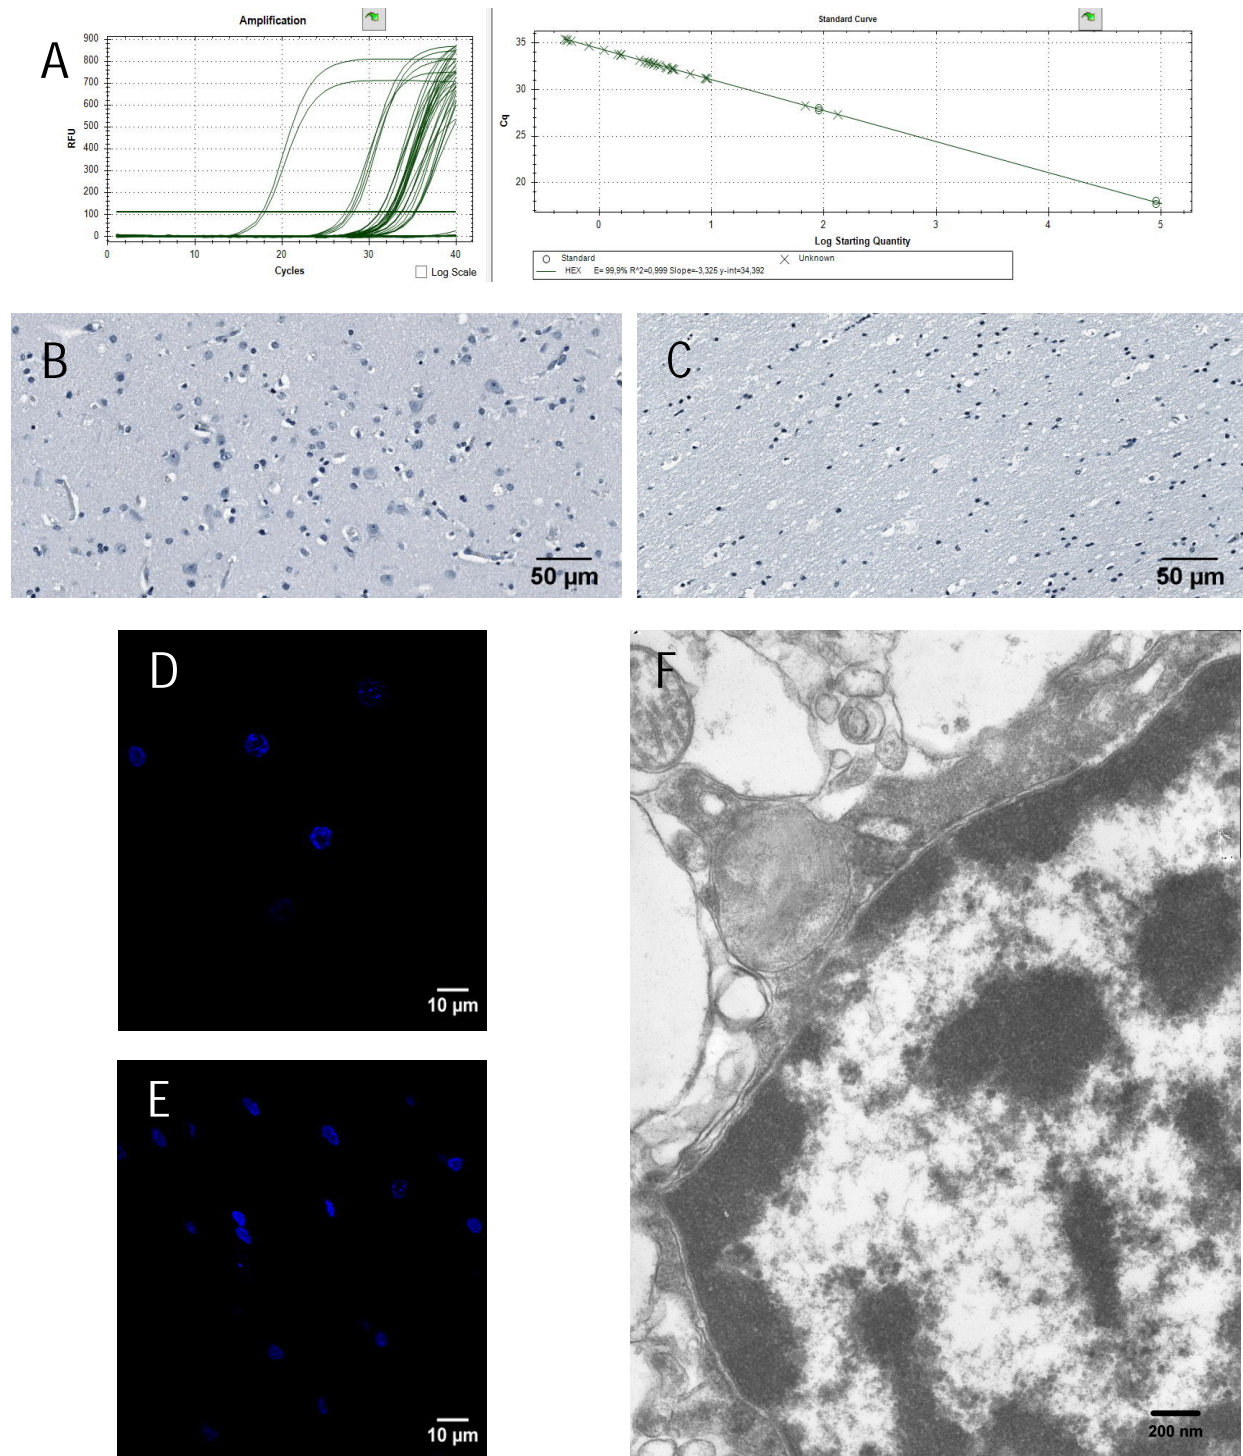 A
Amplification
900
800
700
600
500
400
300
200
100
0
RFU
0
10
20
30
40
Cycles
Log Scale
Standard Curve
35
30
25
20
Cq
0
1
2
3
4
5
Log Starting Quantity
Standard
Unknown
HEX E= 99,9% R^2=0,999 Slope=-3,325 y-int=34,392
B
50 µm
C
50 µm
D
10 µm
E
10 µm
F
200 nm